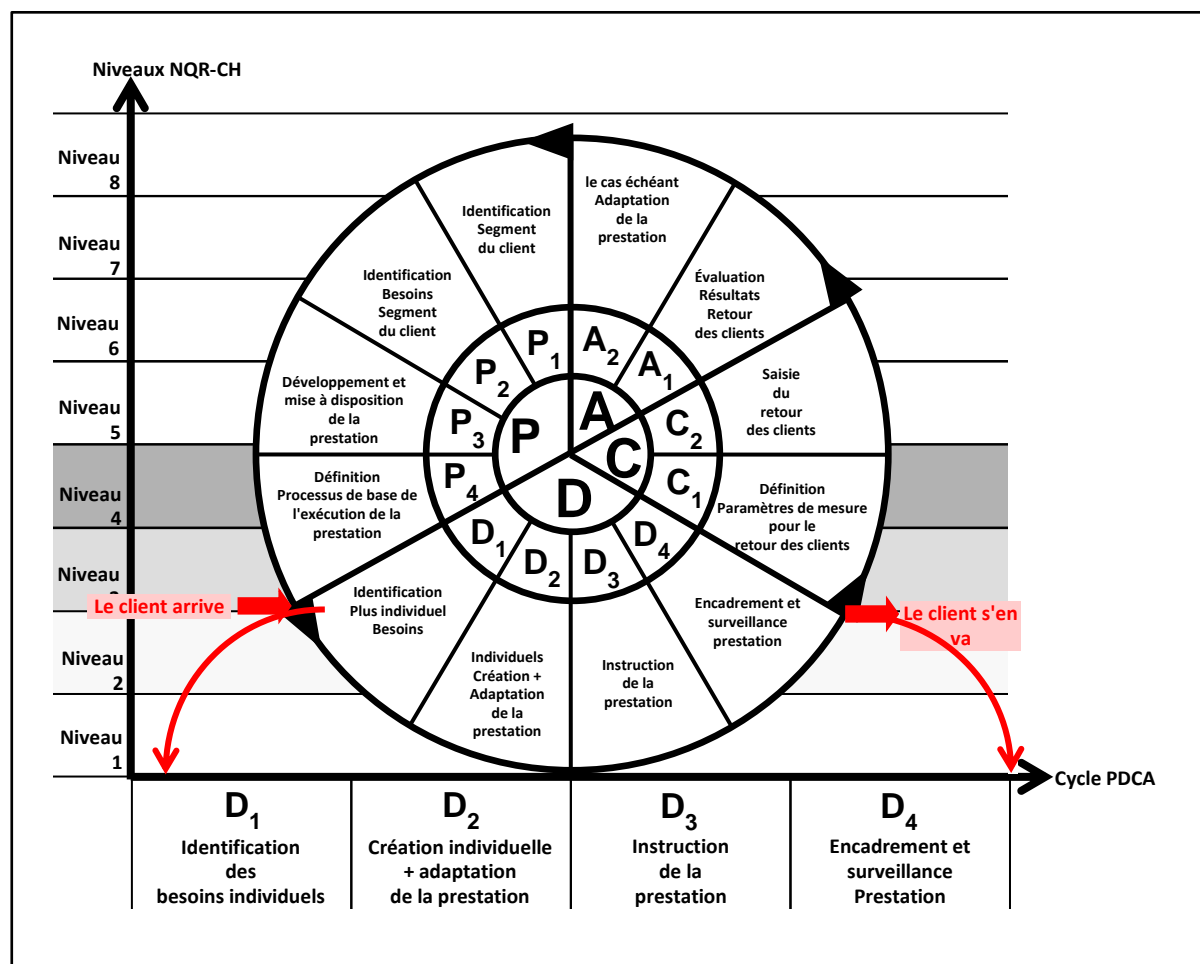 Niveaux NQR-CH
Niveau
8
Niveau
7
Niveau
6
Niveau
5
Niveau
4
Niveau
Niveau
2
Niveau
1
Le client arrive
Le client s'en
va
Cycle PDCA
Identification
Segment
du client
le cas échéant
Adaptation
de la
prestation
Identification
Besoins
Segment
du client
Évaluation
Résultats
Retour
des clients
Développement et
mise à disposition
de la
prestation
Saisie
du
retour
des clients
Définition
Processus de base de
l'exécution de la
prestation
Définition
Paramètres de mesure
pour le
retour des clients
Identification
Plus individuel
Besoins
Individuels
Création +
Adaptation
de la
prestation
Instruction
de la
prestation
Encadrement et
surveillance
prestation
P1
A2
P2
A1
P3
C2
P4
C1
D1
D2
D3
D4
P
A
C
D
D1
Identification
des
besoins individuels
D2
Création individuelle
+ adaptation
de la prestation
D3
Instruction
de la
prestation
D4
Encadrement et
surveillance
Prestation